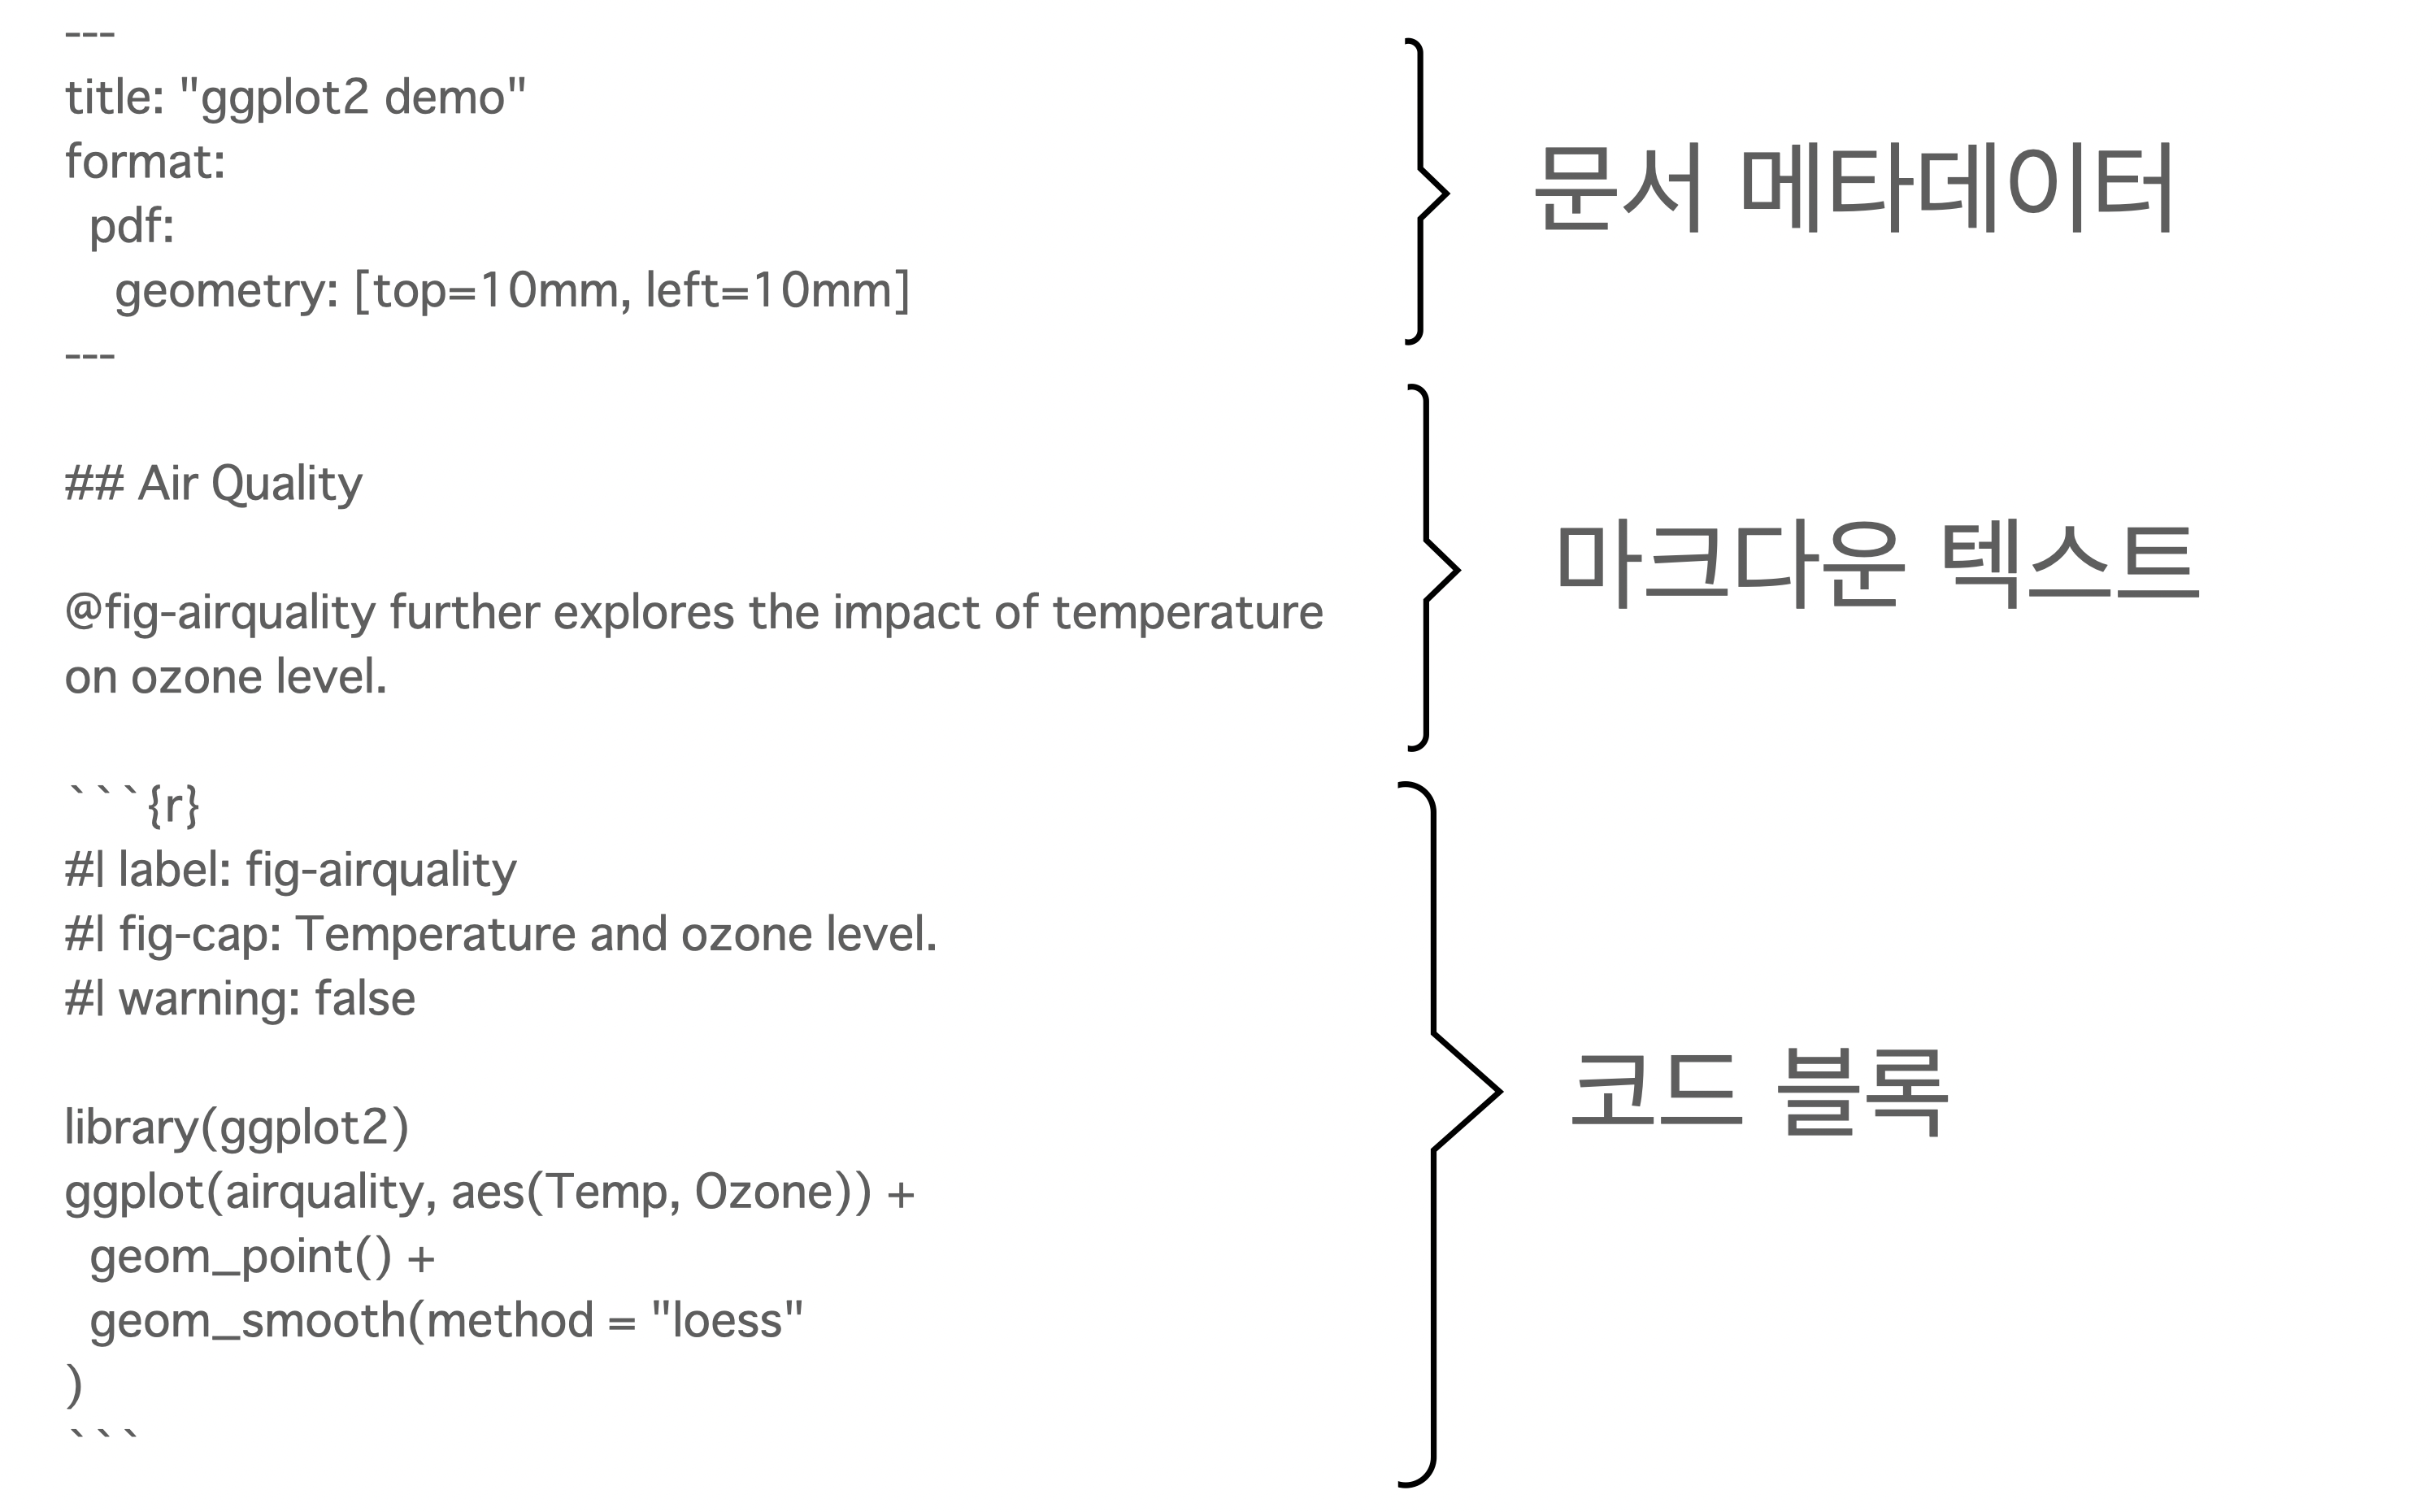 ---
title: "ggplot2 demo"
format:
  pdf:
    geometry: [top=10mm, left=10mm]
---
문서 메타데이터
## Air Quality
@fig-airquality further explores the impact of temperature
on ozone level.
마크다운 텍스트
```{r}
#| label: fig-airquality
#| fig-cap: Temperature and ozone level.
#| warning: false
library(ggplot2)
ggplot(airquality, aes(Temp, Ozone)) +
  geom_point() +
  geom_smooth(method = "loess"
)
```
코드 블록